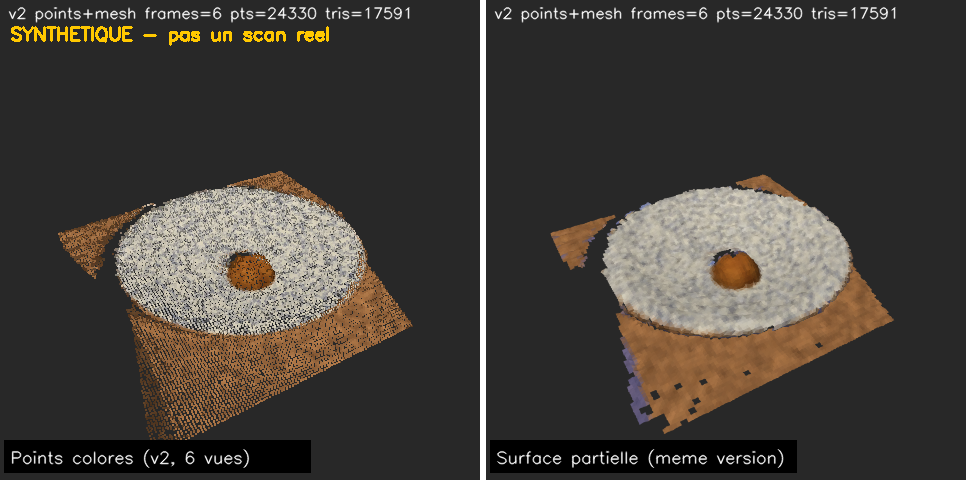 v2 points+mesh frames=6 pts=24330 tris=17591
SYNTHETIQUE - pas un scan reel
Points colores (v2, 6 vues)
v2 points+mesh frames=6 pts=24330 tris=17591
Surface partielle (meme version)